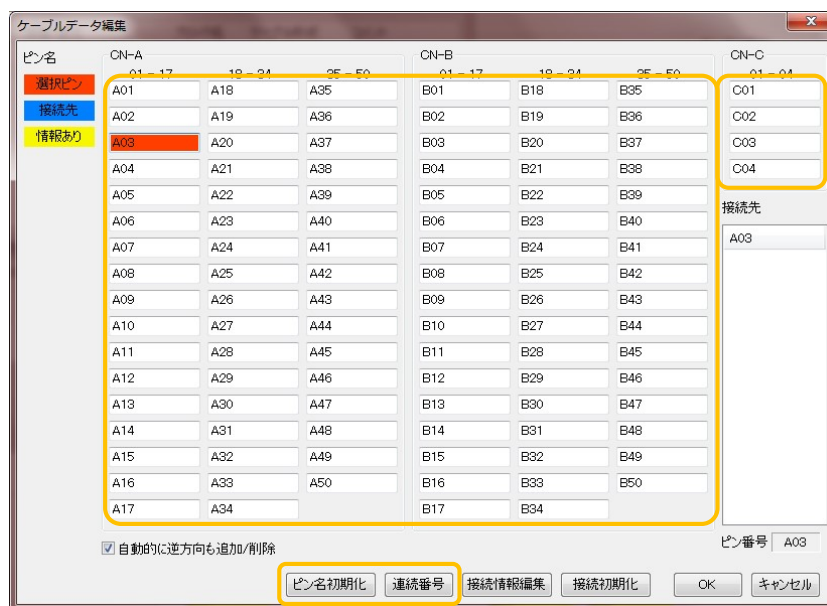 ケーブルデータ編集
ピン名 CN-A CN-B CN-C
01 - 17 18 - 34 35 - 50 01 - 17 18 - 34 35 - 50 01 - 04
選択ピン A01 A18 A35 B01 B18 B35 C01
接続先 A02 A19 A36 B02 B19 B36 C02
情報あり A03 A20 A37 B03 B20 B37 C03
A04 A21 A38 B04 B21 B38 C04
A05 A22 A39 B05 B22 B39
接続先
A06 A23 A40 B06 B23 B40
A07 A24 A41 B07 B24 B41 A03
A08 A25 A42 B08 B25 B42
A09 A26 A43 B09 B26 B43
A10 A27 A44 B10 B27 B44
A11 A28 A45 B11 B28 B45
A12 A29 A46 B12 B29 B46
A13 A30 A47 B13 B30 B47
A14 A31 A48 B14 B31 B48
A15 A32 A49 B15 B32 B49
A16 A33 A50 B16 B33 B50
A17 A34 B17 B34
自動的に逆方向も追加/削除 ピン番号 A03
ピン名初期化 連続番号 接続情報編集 接続初期化 OK キャンセル